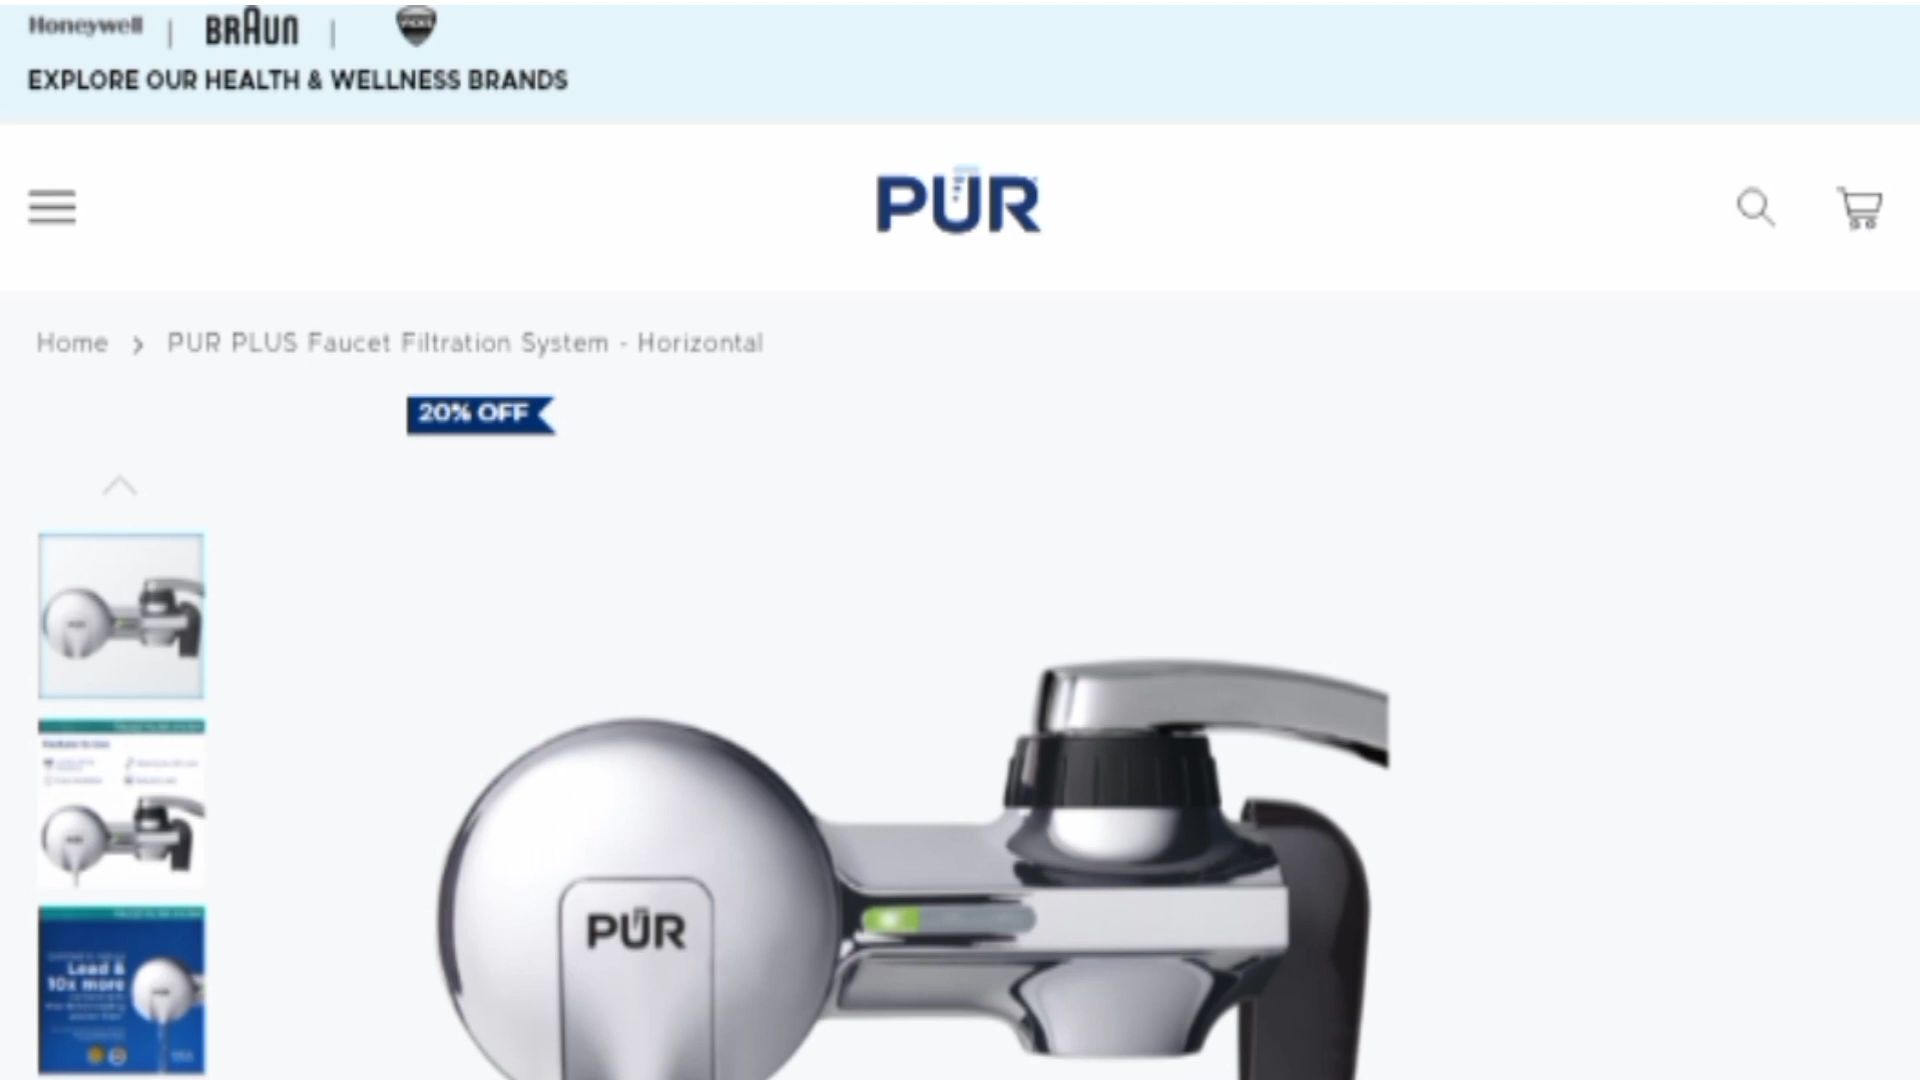 Honeywell | BRAUN | VICKS
EXPLORE OUR HEALTH & WELLNESS BRANDS
PUR
Home > PUR PLUS Faucet Filtration System - Horizontal
20% OFF
PUR
Lead &
10x more